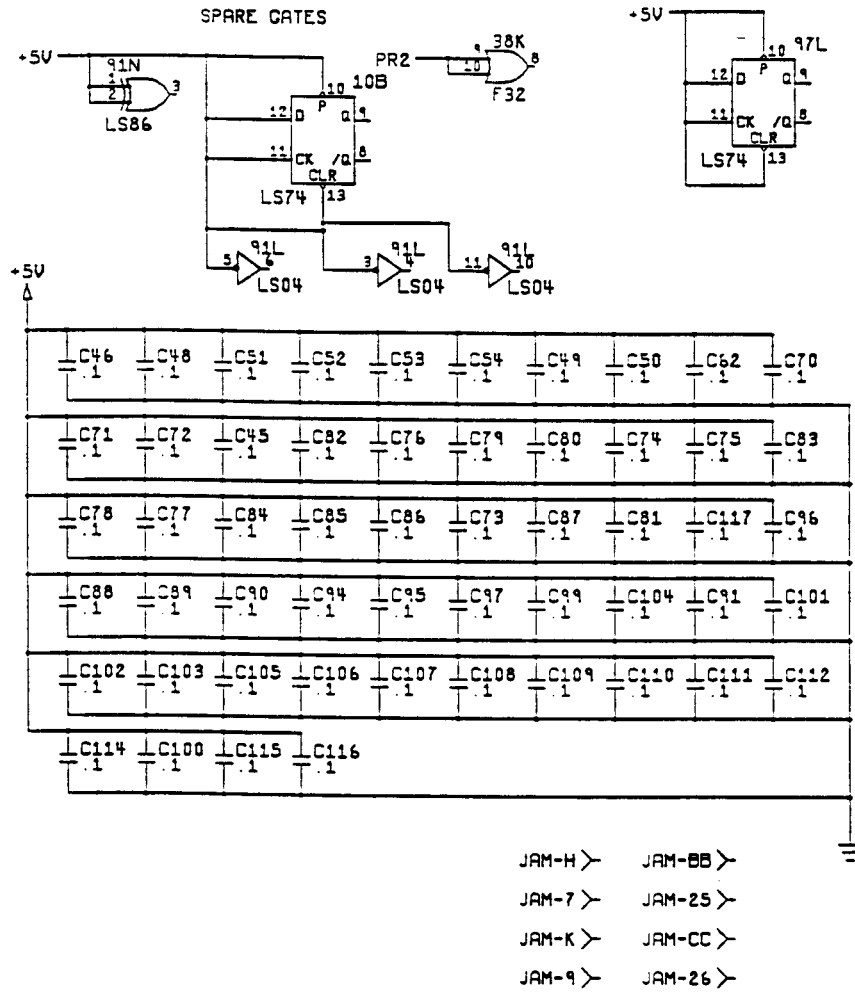 SPARE GATES
+5V
91N
1
2
3
LS86
10
10B
P
12 D Q 9
11 CK /Q 8
CLR
LS74 13
PR2
38K
9
10
8
F32
+5V
10 97L
P
12 D Q 9
11 CK /Q 8
CLR
LS74 13
91L 91L 91L
5 6 3 4 11 10
LS04 LS04 LS04
+5V
C46 C48 C51 C52 C53 C54 C49 C50 C62 C70
.1 .1 .1 .1 .1 .1 .1 .1 .1 .1
C71 C72 C45 C82 C76 C79 C80 C74 C75 C83
.1 .1 .1 .1 .1 .1 .1 .1 .1 .1
C78 C77 C84 C85 C86 C73 C87 C81 C117 C96
.1 .1 .1 .1 .1 .1 .1 .1 .1 .1
C88 C89 C90 C94 C95 C97 C99 C104 C91 C101
.1 .1 .1 .1 .1 .1 .1 .1 .1 .1
C102 C103 C105 C106 C107 C108 C109 C110 C111 C112
.1 .1 .1 .1 .1 .1 .1 .1 .1 .1
C114 C100 C115 C116
.1 .1 .1 .1
JAM-H JAM-BB
JAM-7 JAM-25
JAM-K JAM-CC
JAM-9 JAM-26